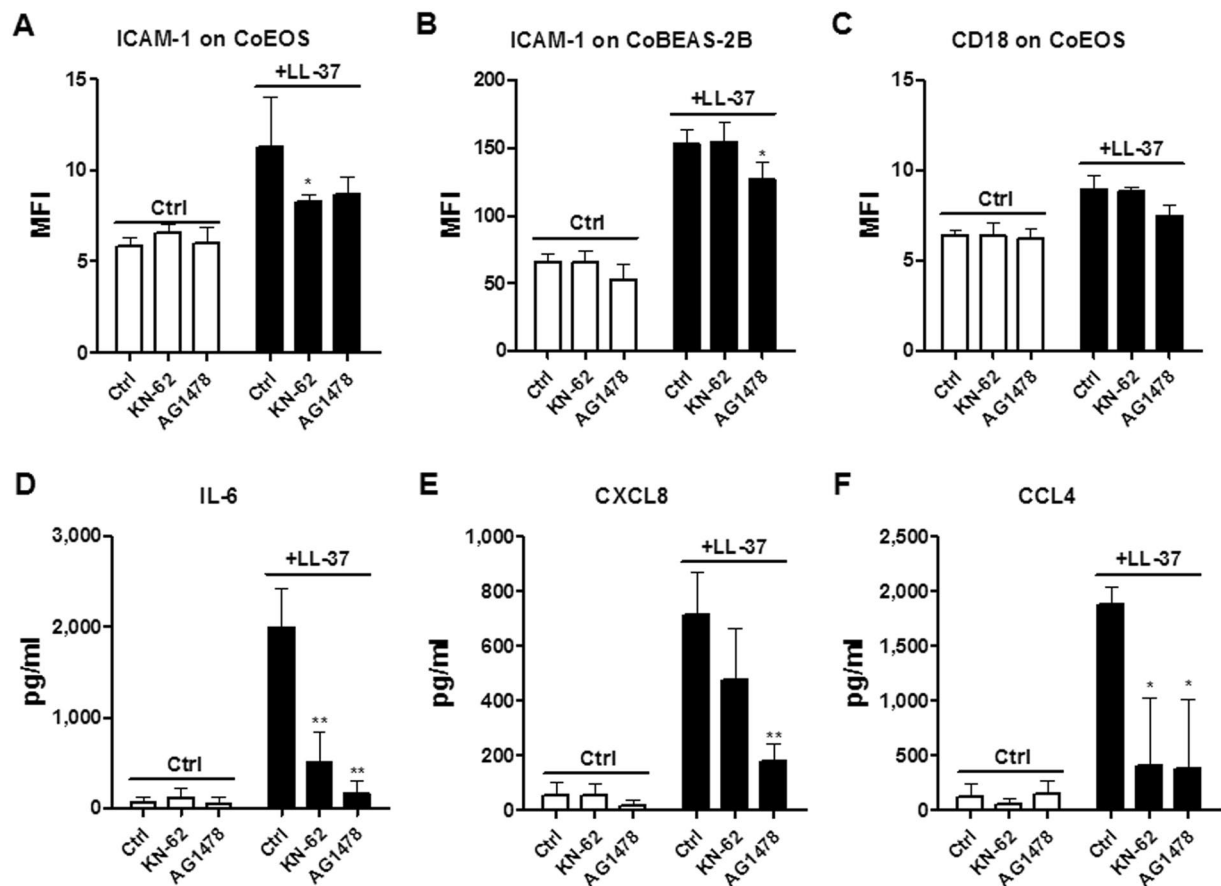 A
ICAM-1 on CoEOS
+LL-37
15
10
5
0
MFI
Ctrl
*
Ctrl
KN-62
AG1478
Ctrl
KN-62
AG1478
B
ICAM-1 on CoBEAS-2B
+LL-37
200
150
100
50
0
MFI
Ctrl
*
Ctrl
KN-62
AG1478
Ctrl
KN-62
AG1478
C
CD18 on CoEOS
+LL-37
15
10
5
0
MFI
Ctrl
Ctrl
KN-62
AG1478
Ctrl
KN-62
AG1478
D
IL-6
+LL-37
3,000
2,000
1,000
0
pg/ml
Ctrl
**
**
Ctrl
KN-62
AG1478
Ctrl
KN-62
AG1478
E
CXCL8
+LL-37
1,000
800
600
400
200
0
pg/ml
Ctrl
**
Ctrl
KN-62
AG1478
Ctrl
KN-62
AG1478
F
CCL4
+LL-37
2,500
2,000
1,500
1,000
500
0
pg/ml
Ctrl
*
*
Ctrl
KN-62
AG1478
Ctrl
KN-62
AG1478